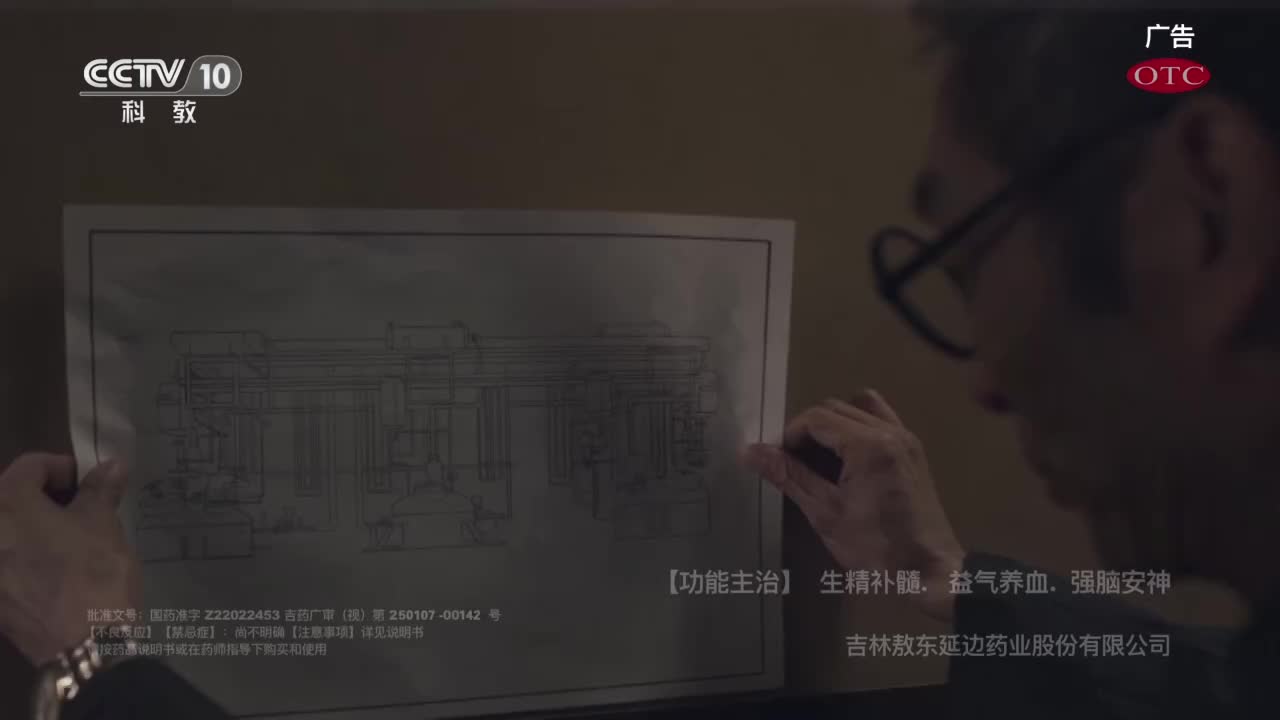 广告
CCTV 10
OTC
科 教
【功能主治】 生精补髓. 益气养血. 强脑安神
批准文号：国药准字 Z22022453 吉药广审（视）第 250107 -00142 号
【不良反应】【禁忌症】：尚不明确【注意事项】详见说明书
请按药品说明书或在药师指导下购买和使用
吉林敖东延边药业股份有限公司